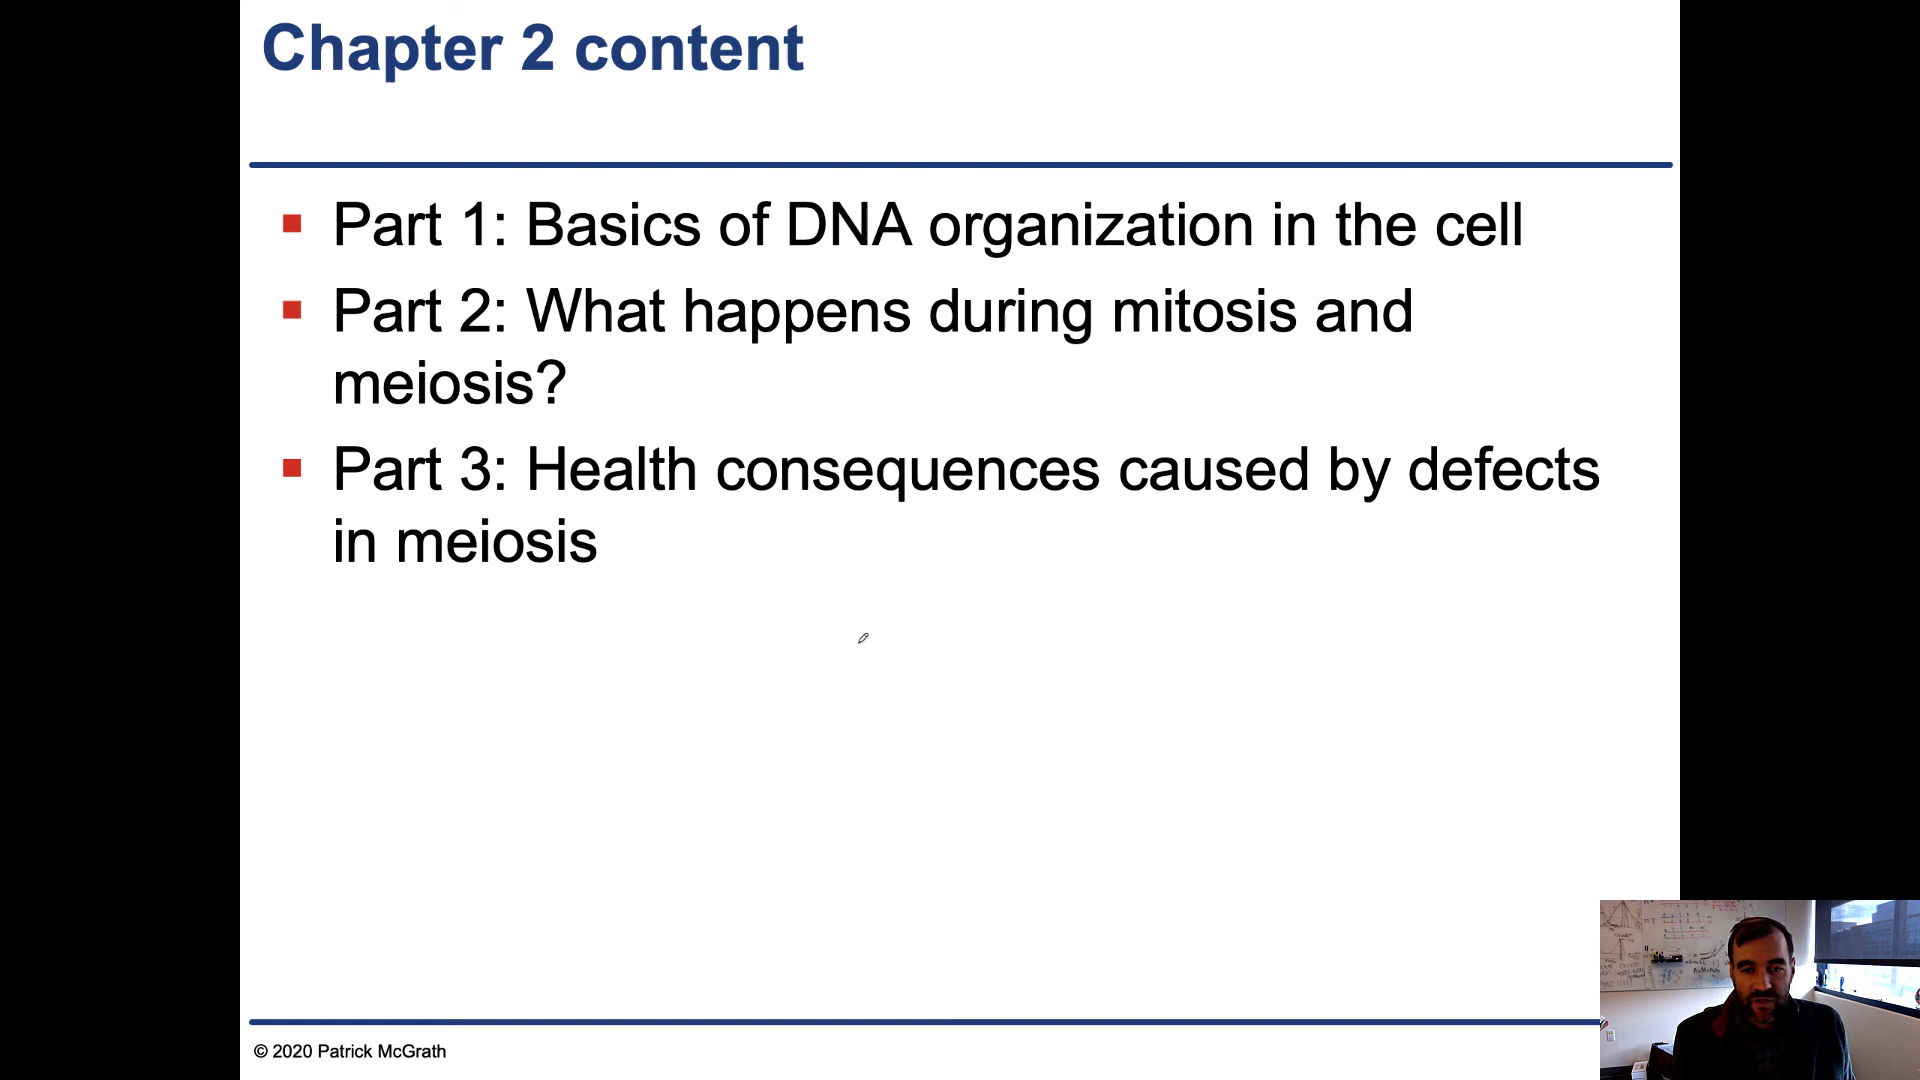 Chapter 2 content
Part 1: Basics of DNA organization in the cell
Part 2: What happens during mitosis and
meiosis?
Part 3: Health consequences caused by defects
in meiosis
© 2020 Patrick McGrath